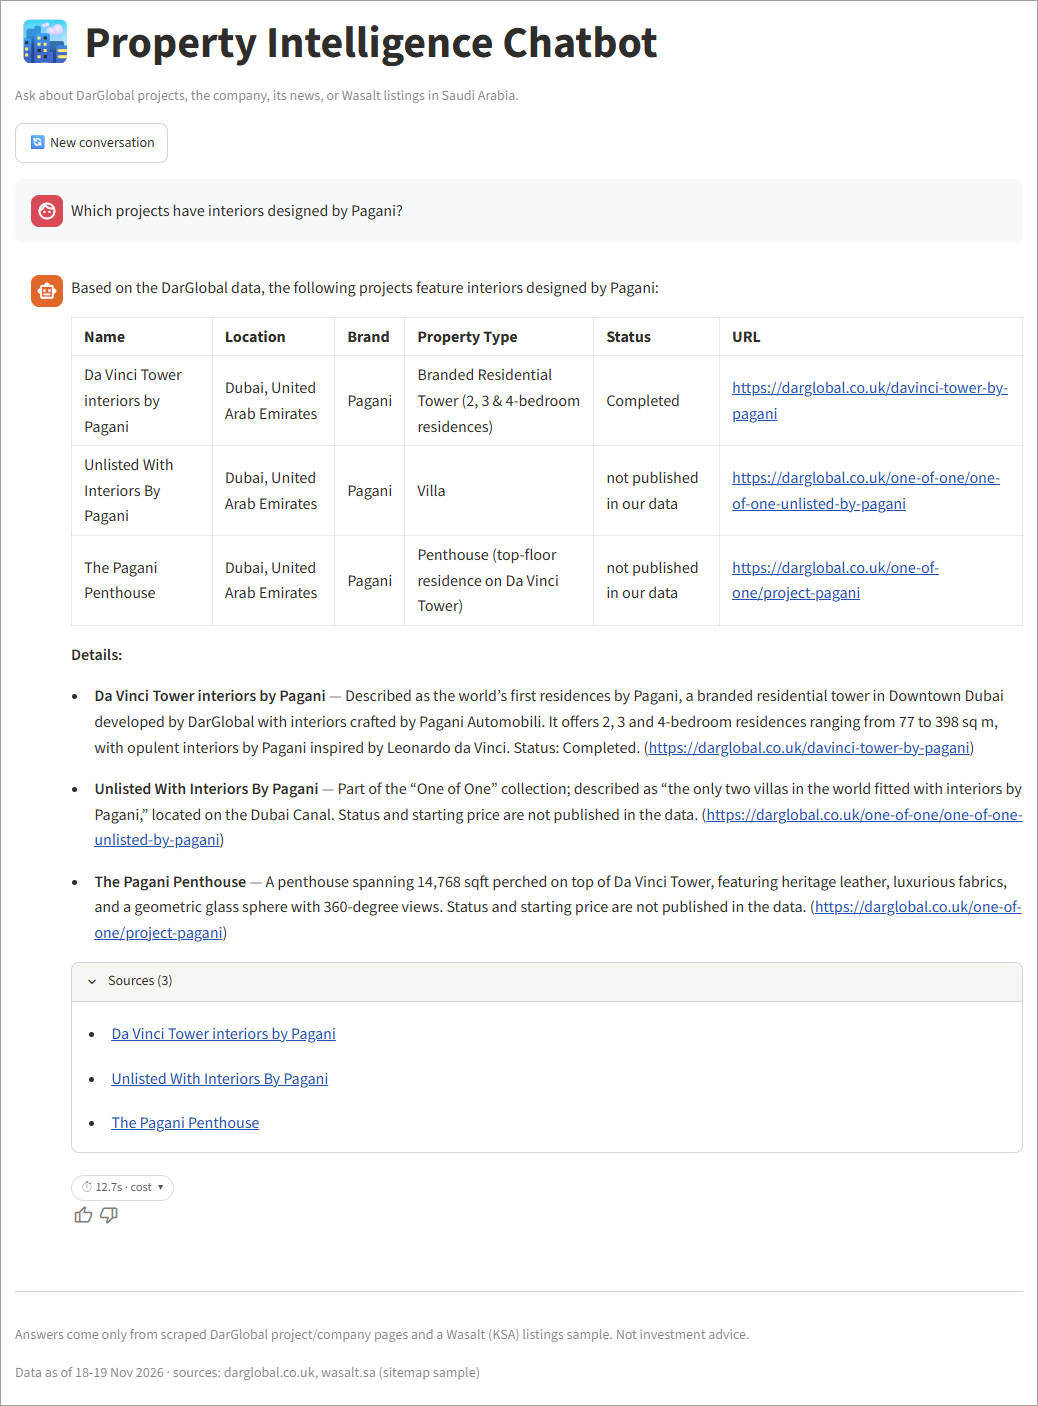 Property Intelligence Chatbot
Ask about DarGlobal projects, the company, its news, or Wasalt listings in Saudi Arabia.
New conversation
Which projects have interiors designed by Pagani?
Based on the DarGlobal data, the following projects feature interiors designed by Pagani:
Name Location Brand Property Type Status URL
Da Vinci Tower
interiors by
Pagani
Dubai, United
Arab Emirates
Pagani
Branded Residential
Tower (2, 3 & 4-bedroom
residences)
Completed
https://darglobal.co.uk/davinci-tower-by-
pagani
Unlisted With
Interiors By
Pagani
Dubai, United
Arab Emirates
Pagani
Villa
not published
in our data
https://darglobal.co.uk/one-of-one/one-
of-one-unlisted-by-pagani
The Pagani
Penthouse
Dubai, United
Arab Emirates
Pagani
Penthouse (top-floor
residence on Da Vinci
Tower)
not published
in our data
https://darglobal.co.uk/one-of-
one/project-pagani
Details:
• Da Vinci Tower interiors by Pagani — Described as the world’s first residences by Pagani, a branded residential tower in Downtown Dubai
developed by DarGlobal with interiors crafted by Pagani Automobili. It offers 2, 3 and 4-bedroom residences ranging from 77 to 398 sq m,
with opulent interiors by Pagani inspired by Leonardo da Vinci. Status: Completed. (https://darglobal.co.uk/davinci-tower-by-pagani)
• Unlisted With Interiors By Pagani — Part of the “One of One” collection; described as “the only two villas in the world fitted with interiors by
Pagani,” located on the Dubai Canal. Status and starting price are not published in the data. (https://darglobal.co.uk/one-of-one/one-of-one-
unlisted-by-pagani)
• The Pagani Penthouse — A penthouse spanning 14,768 sqft perched on top of Da Vinci Tower, featuring heritage leather, luxurious fabrics,
and a geometric glass sphere with 360-degree views. Status and starting price are not published in the data. (https://darglobal.co.uk/one-of-
one/project-pagani)
Sources (3)
• Da Vinci Tower interiors by Pagani
• Unlisted With Interiors By Pagani
• The Pagani Penthouse
⏱ 12.7s · cost ▾
Answers come only from scraped DarGlobal project/company pages and a Wasalt (KSA) listings sample. Not investment advice.
Data as of 18-19 Nov 2026 · sources: darglobal.co.uk, wasalt.sa (sitemap sample)